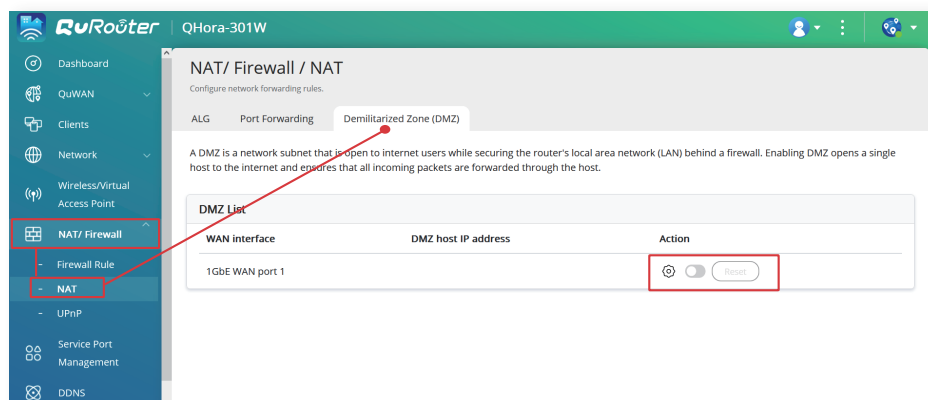 QuRoûter
QHora-301W
Dashboard
QuWAN
Clients
Network
Wireless/Virtual
Access Point
NAT/ Firewall
Firewall Rule
NAT
UPnP
Service Port
Management
DDNS
NAT/ Firewall / NAT
Configure network forwarding rules.
ALG Port Forwarding Demilitarized Zone (DMZ)
A DMZ is a network subnet that is open to internet users while securing the router's local area network (LAN) behind a firewall. Enabling DMZ opens a single
host to the internet and ensures that all incoming packets are forwarded through the host.
DMZ List
WAN interface DMZ host IP address Action
1GbE WAN port 1 Reset